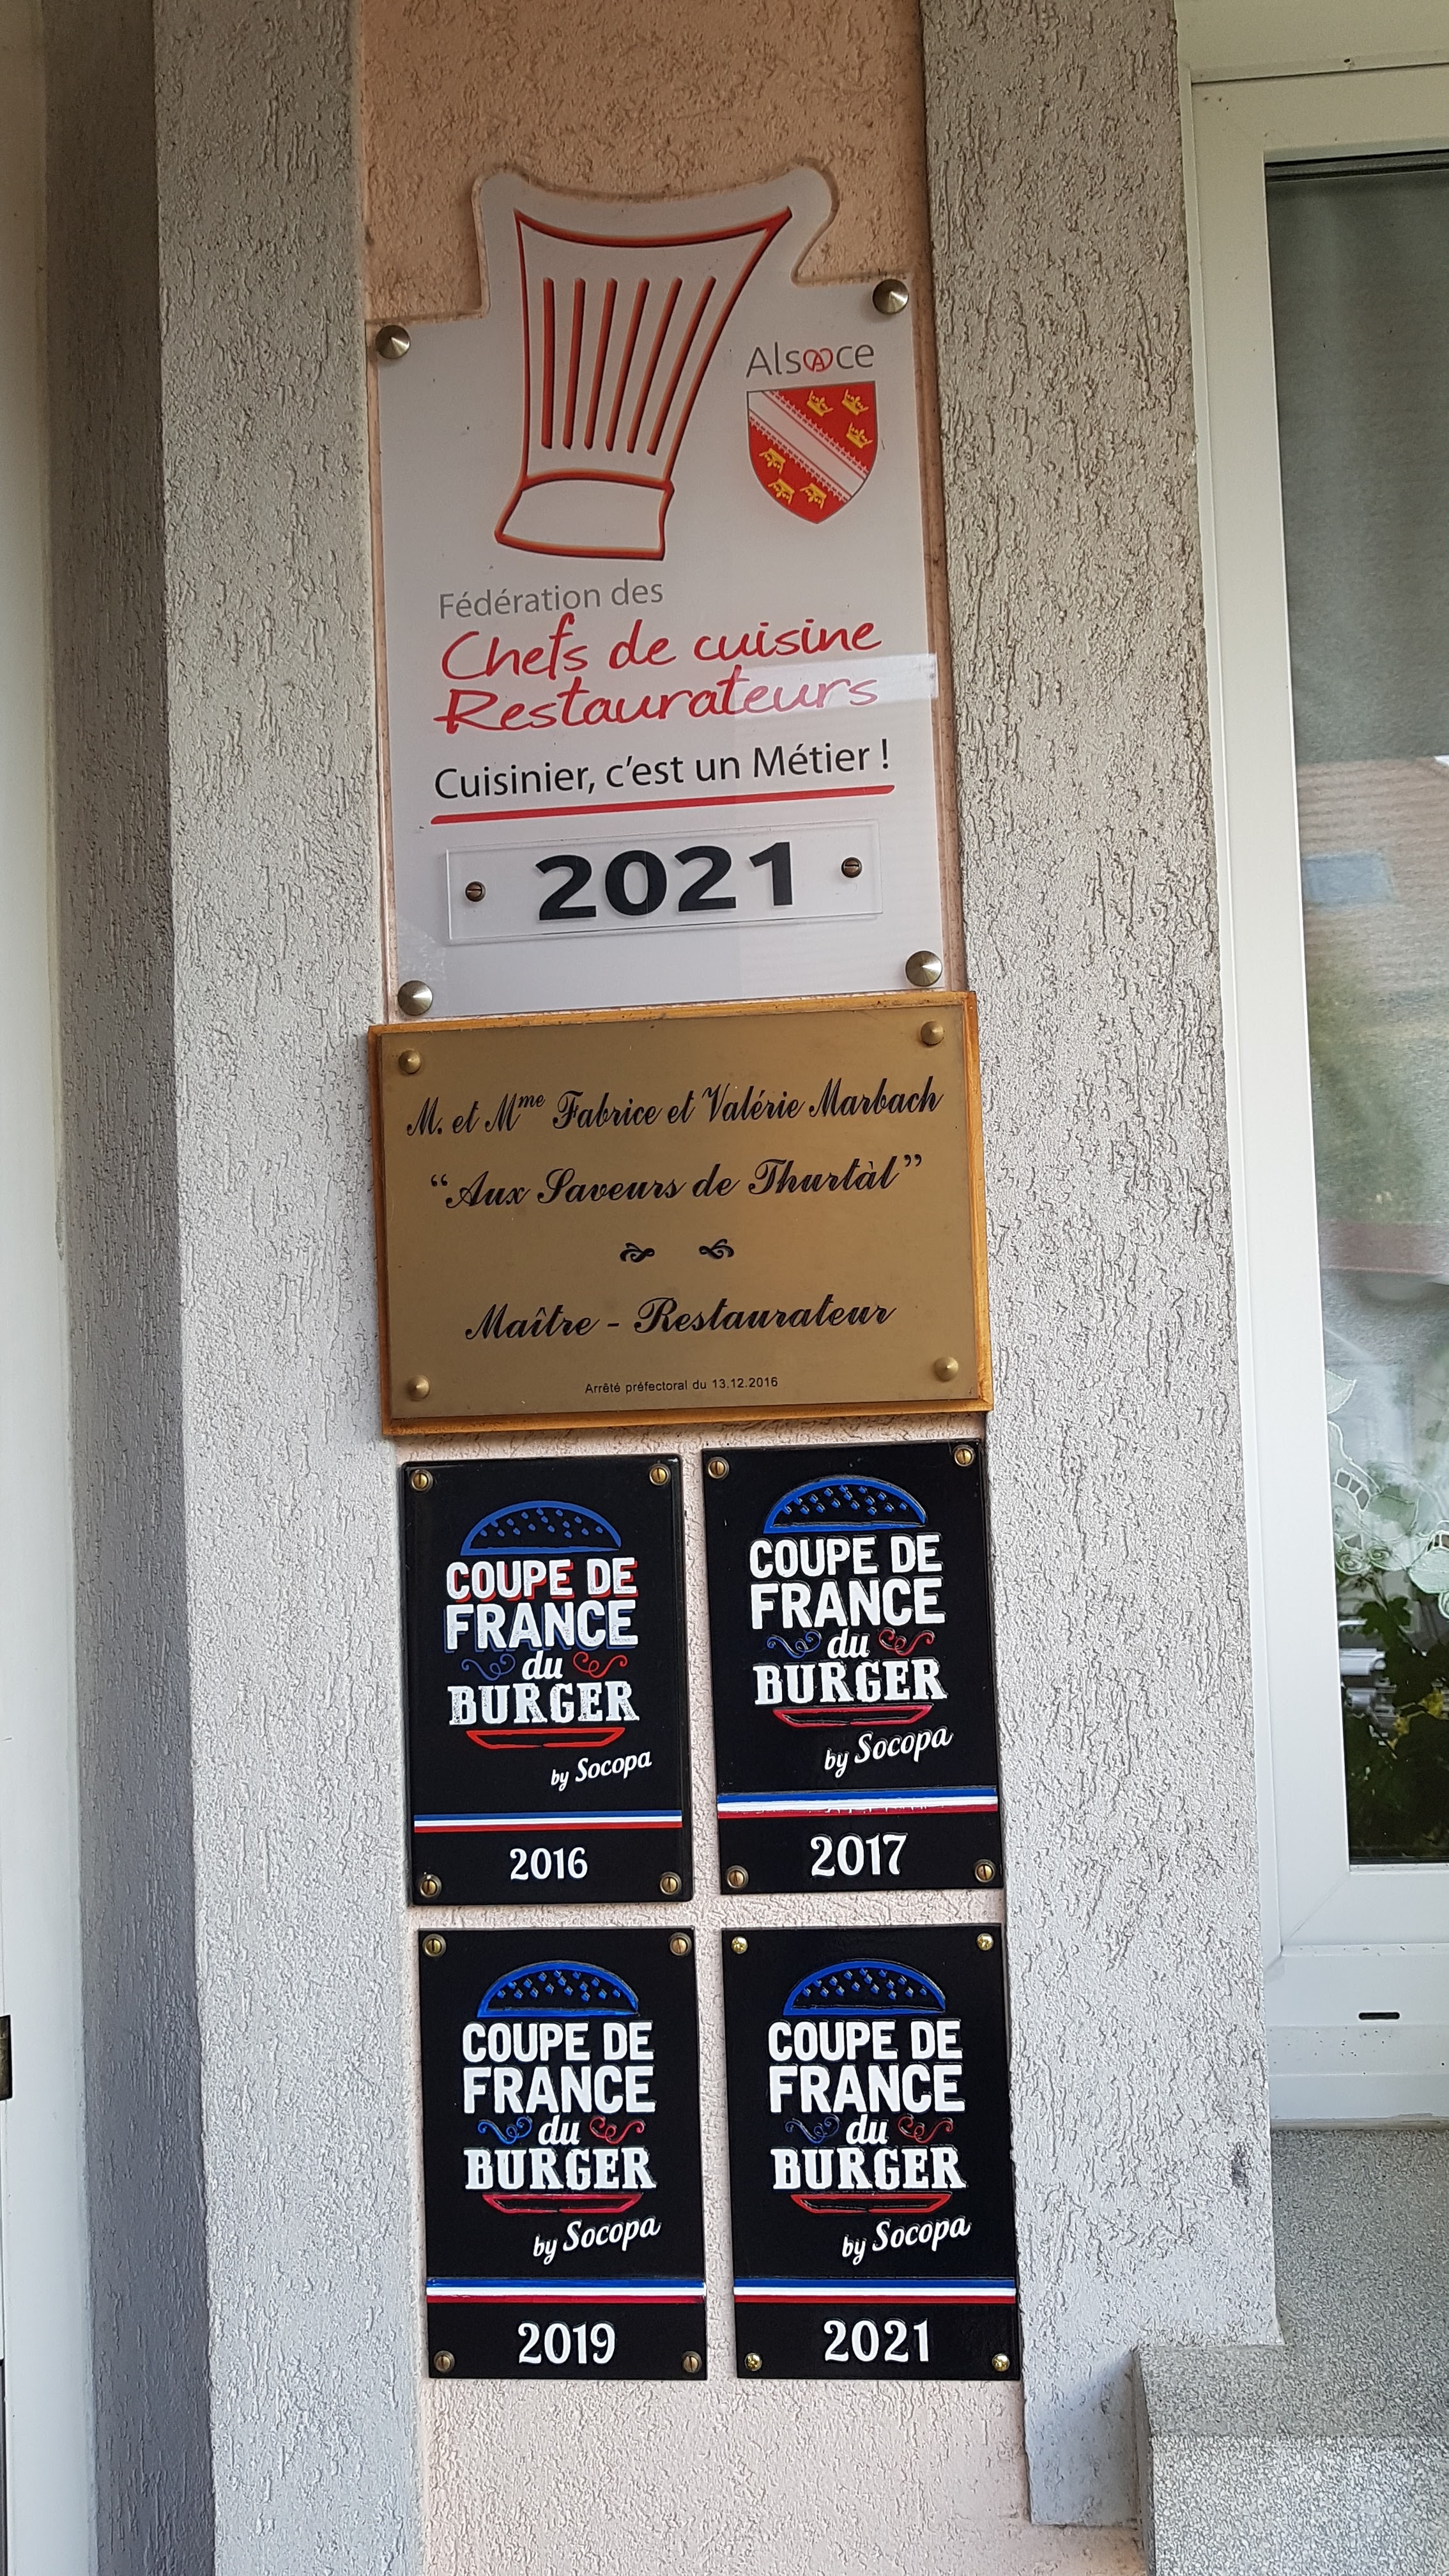 Alsace
Fédération des
Chefs de cuisine
Restaurateurs
Cuisinier, c'est un Métier !
2021
M. et Mme Fabrice et Valérie Marbach
“Aux Saveurs de Thurtàl”
Maître - Restaurateur
Arrêté préfectoral du 13.12.2016
COUPE DE
FRANCE
du
BURGER
by Socopa
2016
COUPE DE
FRANCE
du
BURGER
by Socopa
2017
COUPE DE
FRANCE
du
BURGER
by Socopa
2019
COUPE DE
FRANCE
du
BURGER
by Socopa
2021